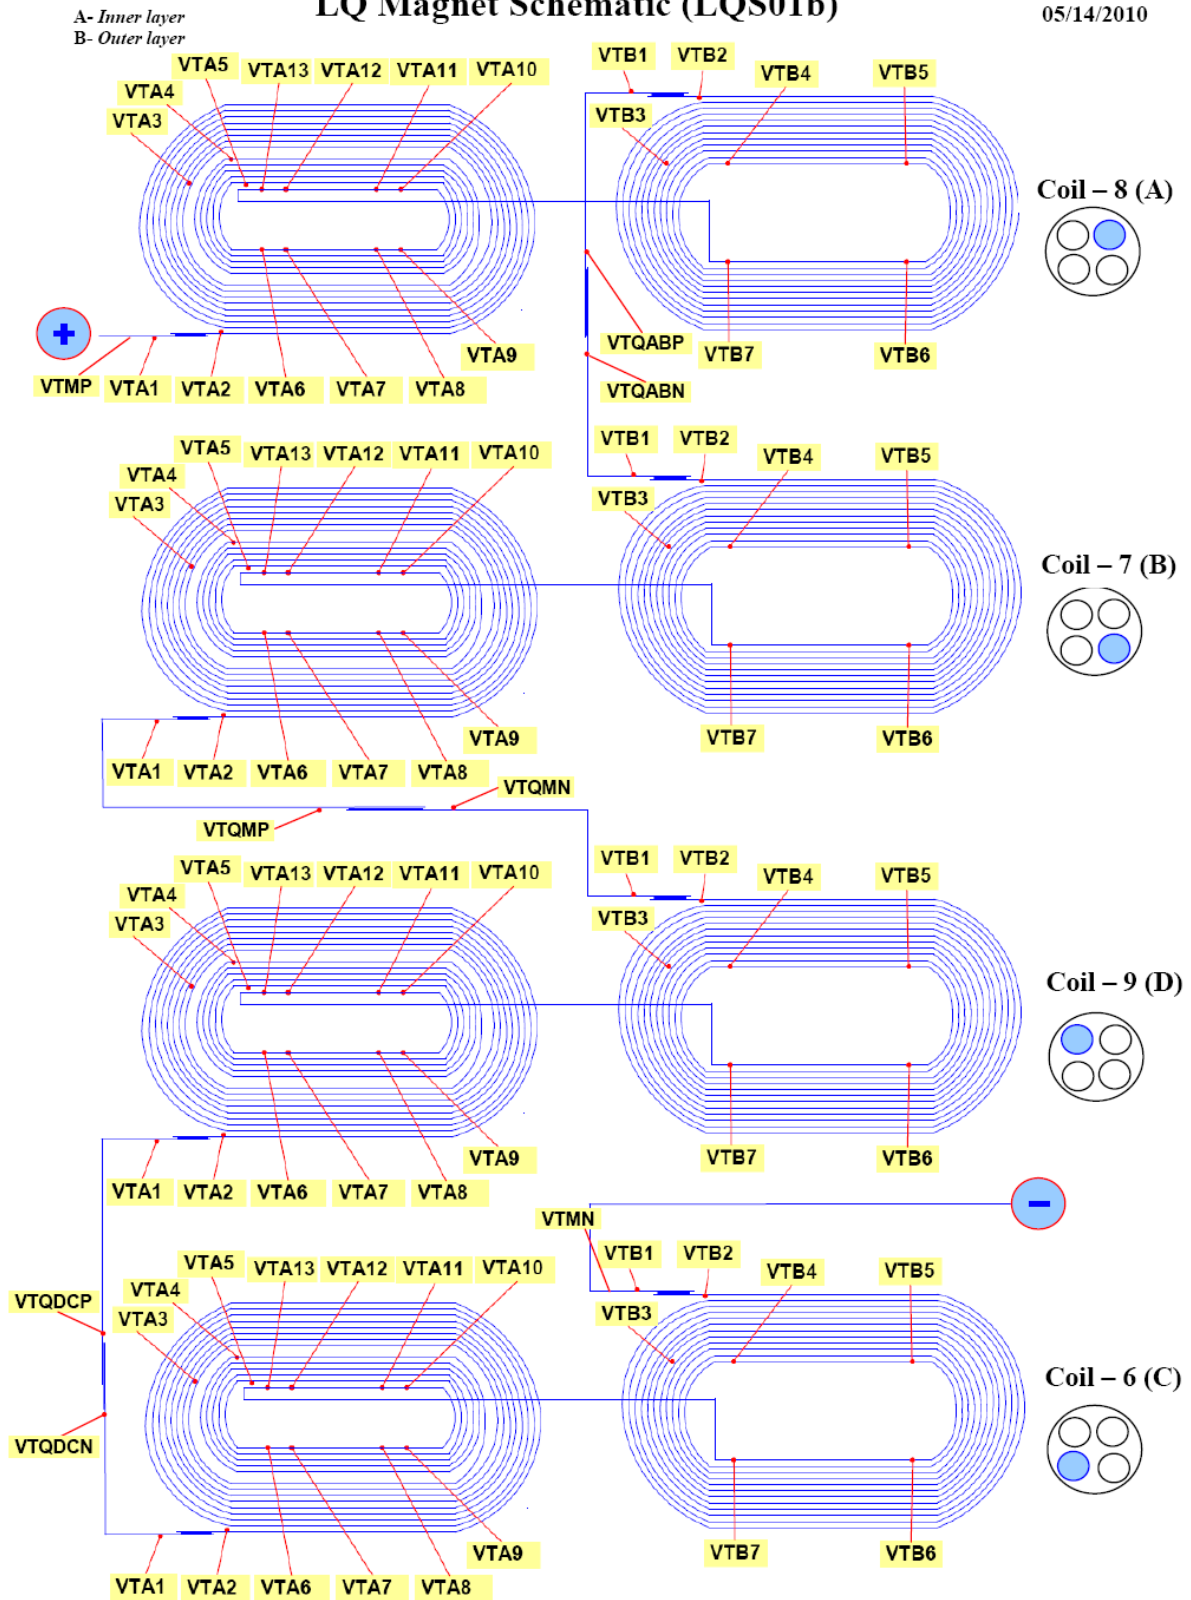 LQ Magnet Schematic (LQS01b)
05/14/2010
A- Inner layer
B- Outer layer
VTA5 VTA13 VTA12 VTA11 VTA10
VTA4
VTA3
VTB1 VTB2 VTB4 VTB5
VTB3
Coil – 8 (A)
+
VTMP VTA1 VTA2 VTA6 VTA7 VTA8 VTA9
VTQABP VTB7 VTB6
VTQABN
VTA5 VTA13 VTA12 VTA11 VTA10
VTA4
VTA3
VTB1 VTB2 VTB4 VTB5
VTB3
Coil – 7 (B)
VTA1 VTA2 VTA6 VTA7 VTA8 VTA9
VTB7 VTB6
VTQMN
VTQMP
VTA5 VTA13 VTA12 VTA11 VTA10
VTA4
VTA3
VTB1 VTB2 VTB4 VTB5
VTB3
Coil – 9 (D)
VTA1 VTA2 VTA6 VTA7 VTA8 VTA9
VTB7 VTB6
-
VTMN
VTA5 VTA13 VTA12 VTA11 VTA10
VTA4
VTA3
VTB1 VTB2 VTB4 VTB5
VTB3
VTQDCP
Coil – 6 (C)
VTQDCN
VTA1 VTA2 VTA6 VTA7 VTA8 VTA9
VTB7 VTB6